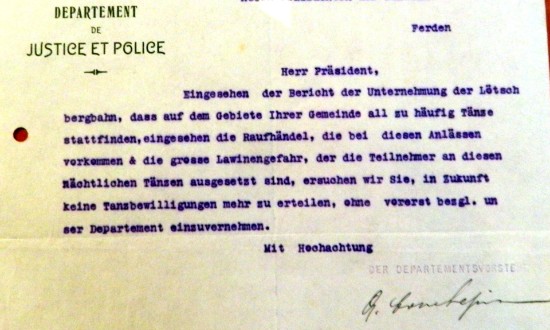 DEPARTEMENT
DE
JUSTICE ET POLICE
Ferden
Herr Präsident,
Eingesehen der Bericht der Unternehmung der Lötsch
bergbahn, dass auf dem Gebiete Ihrer Gemeinde all zu häufig Tänze
stattfinden, eingesehen die Raufhändel, die bei diesen Anlässen
vorkommen & die grosse Lawinengefahr, der die Teilnehmer an diesen
nächtlichen Tänzen ausgesetzt sind, ersuchen wir Sie, in Zukunft
keine Tanzbewilligungen mehr zu erteilen, ohne vorerst bezgl. un
ser Departement einzuvernehmen.
Mit Hochachtung
DER DEPARTEMENTSVORSTE